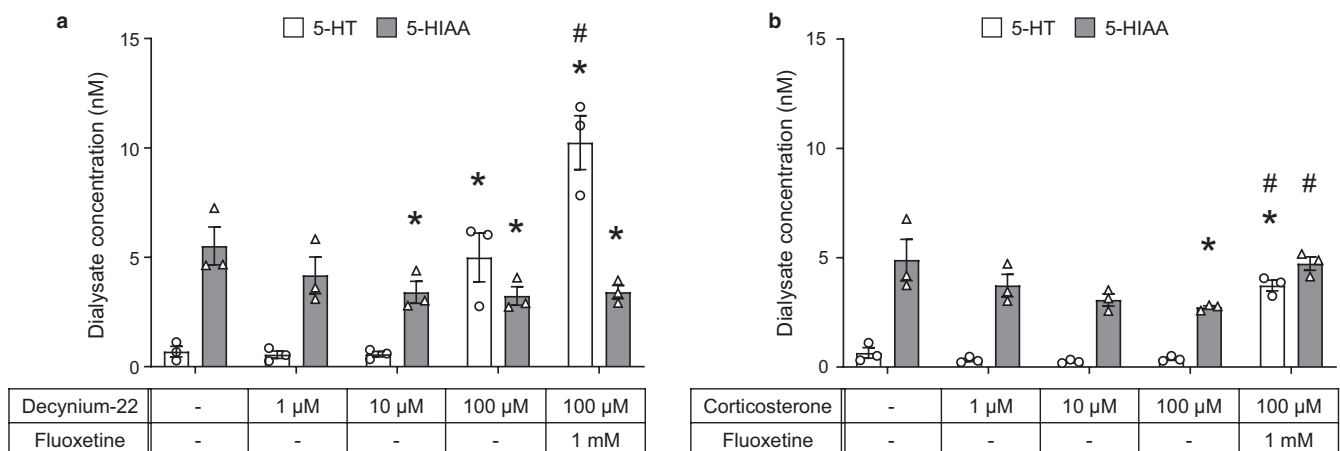 a
5-HT 5-HIAA
Dialysate concentration (nM)
15
10
5
0
#
*
* * * *
Decynium-22 - 1 µM 10 µM 100 µM 100 µM
Fluoxetine - - - - 1 mM
b
5-HT 5-HIAA
Dialysate concentration (nM)
15
10
5
0
# #
*
*
Corticosterone - 1 µM 10 µM 100 µM 100 µM
Fluoxetine - - - - 1 mM